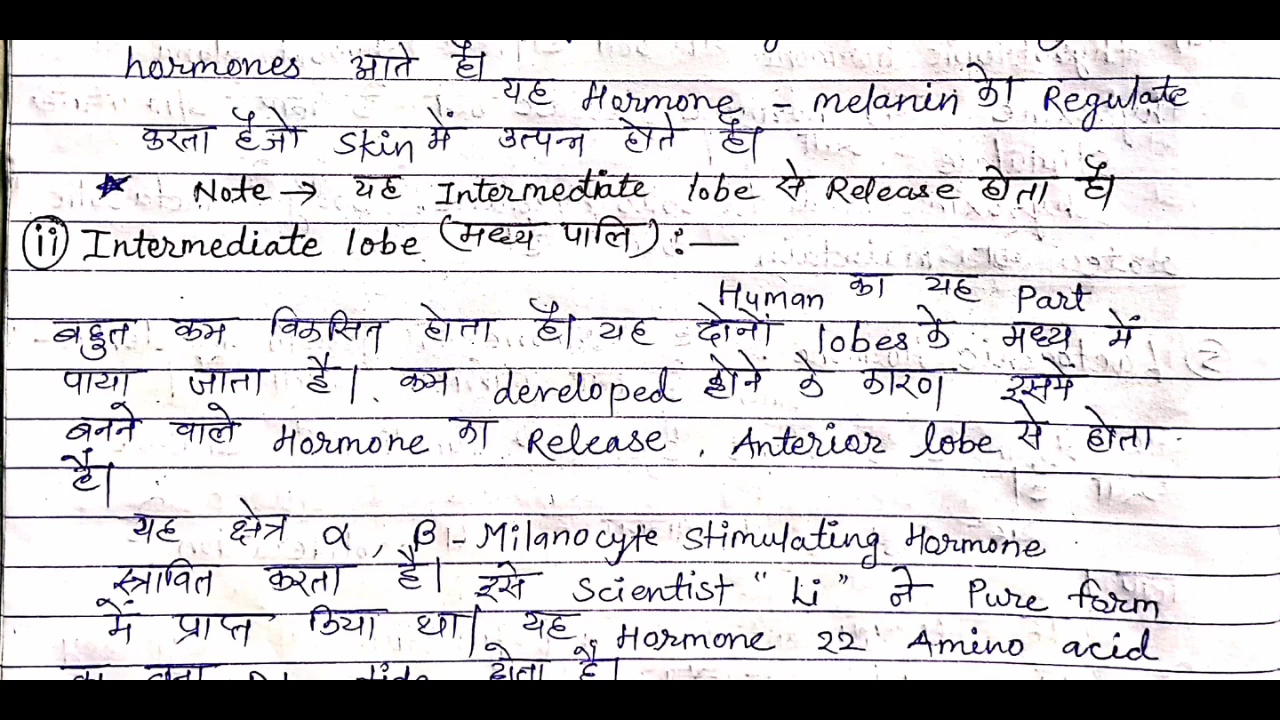 hormones आते है।
यह Hormone - melanin को Regulate
करता है जो Skin में उत्पन्न होते है।
★ Note → यह Intermediate lobe से Release होता है।
(ii) Intermediate lobe (मध्य पालि) :—
Human का यह Part
बहुत कम विकसित होता है। यह दोनों lobes के मध्य में
पाया जाता है। कम developed होने के कारण इसमें
बनने वाले Hormone का Release, Anterior lobe से होता
है।
यह क्षेत्र α, β - Milanocyte Stimulating Hormone
स्त्रावित करता है। इसे Scientist "Li" ने Pure form
में प्राप्त किया था। यह Hormone 22 Amino acid
होता है।